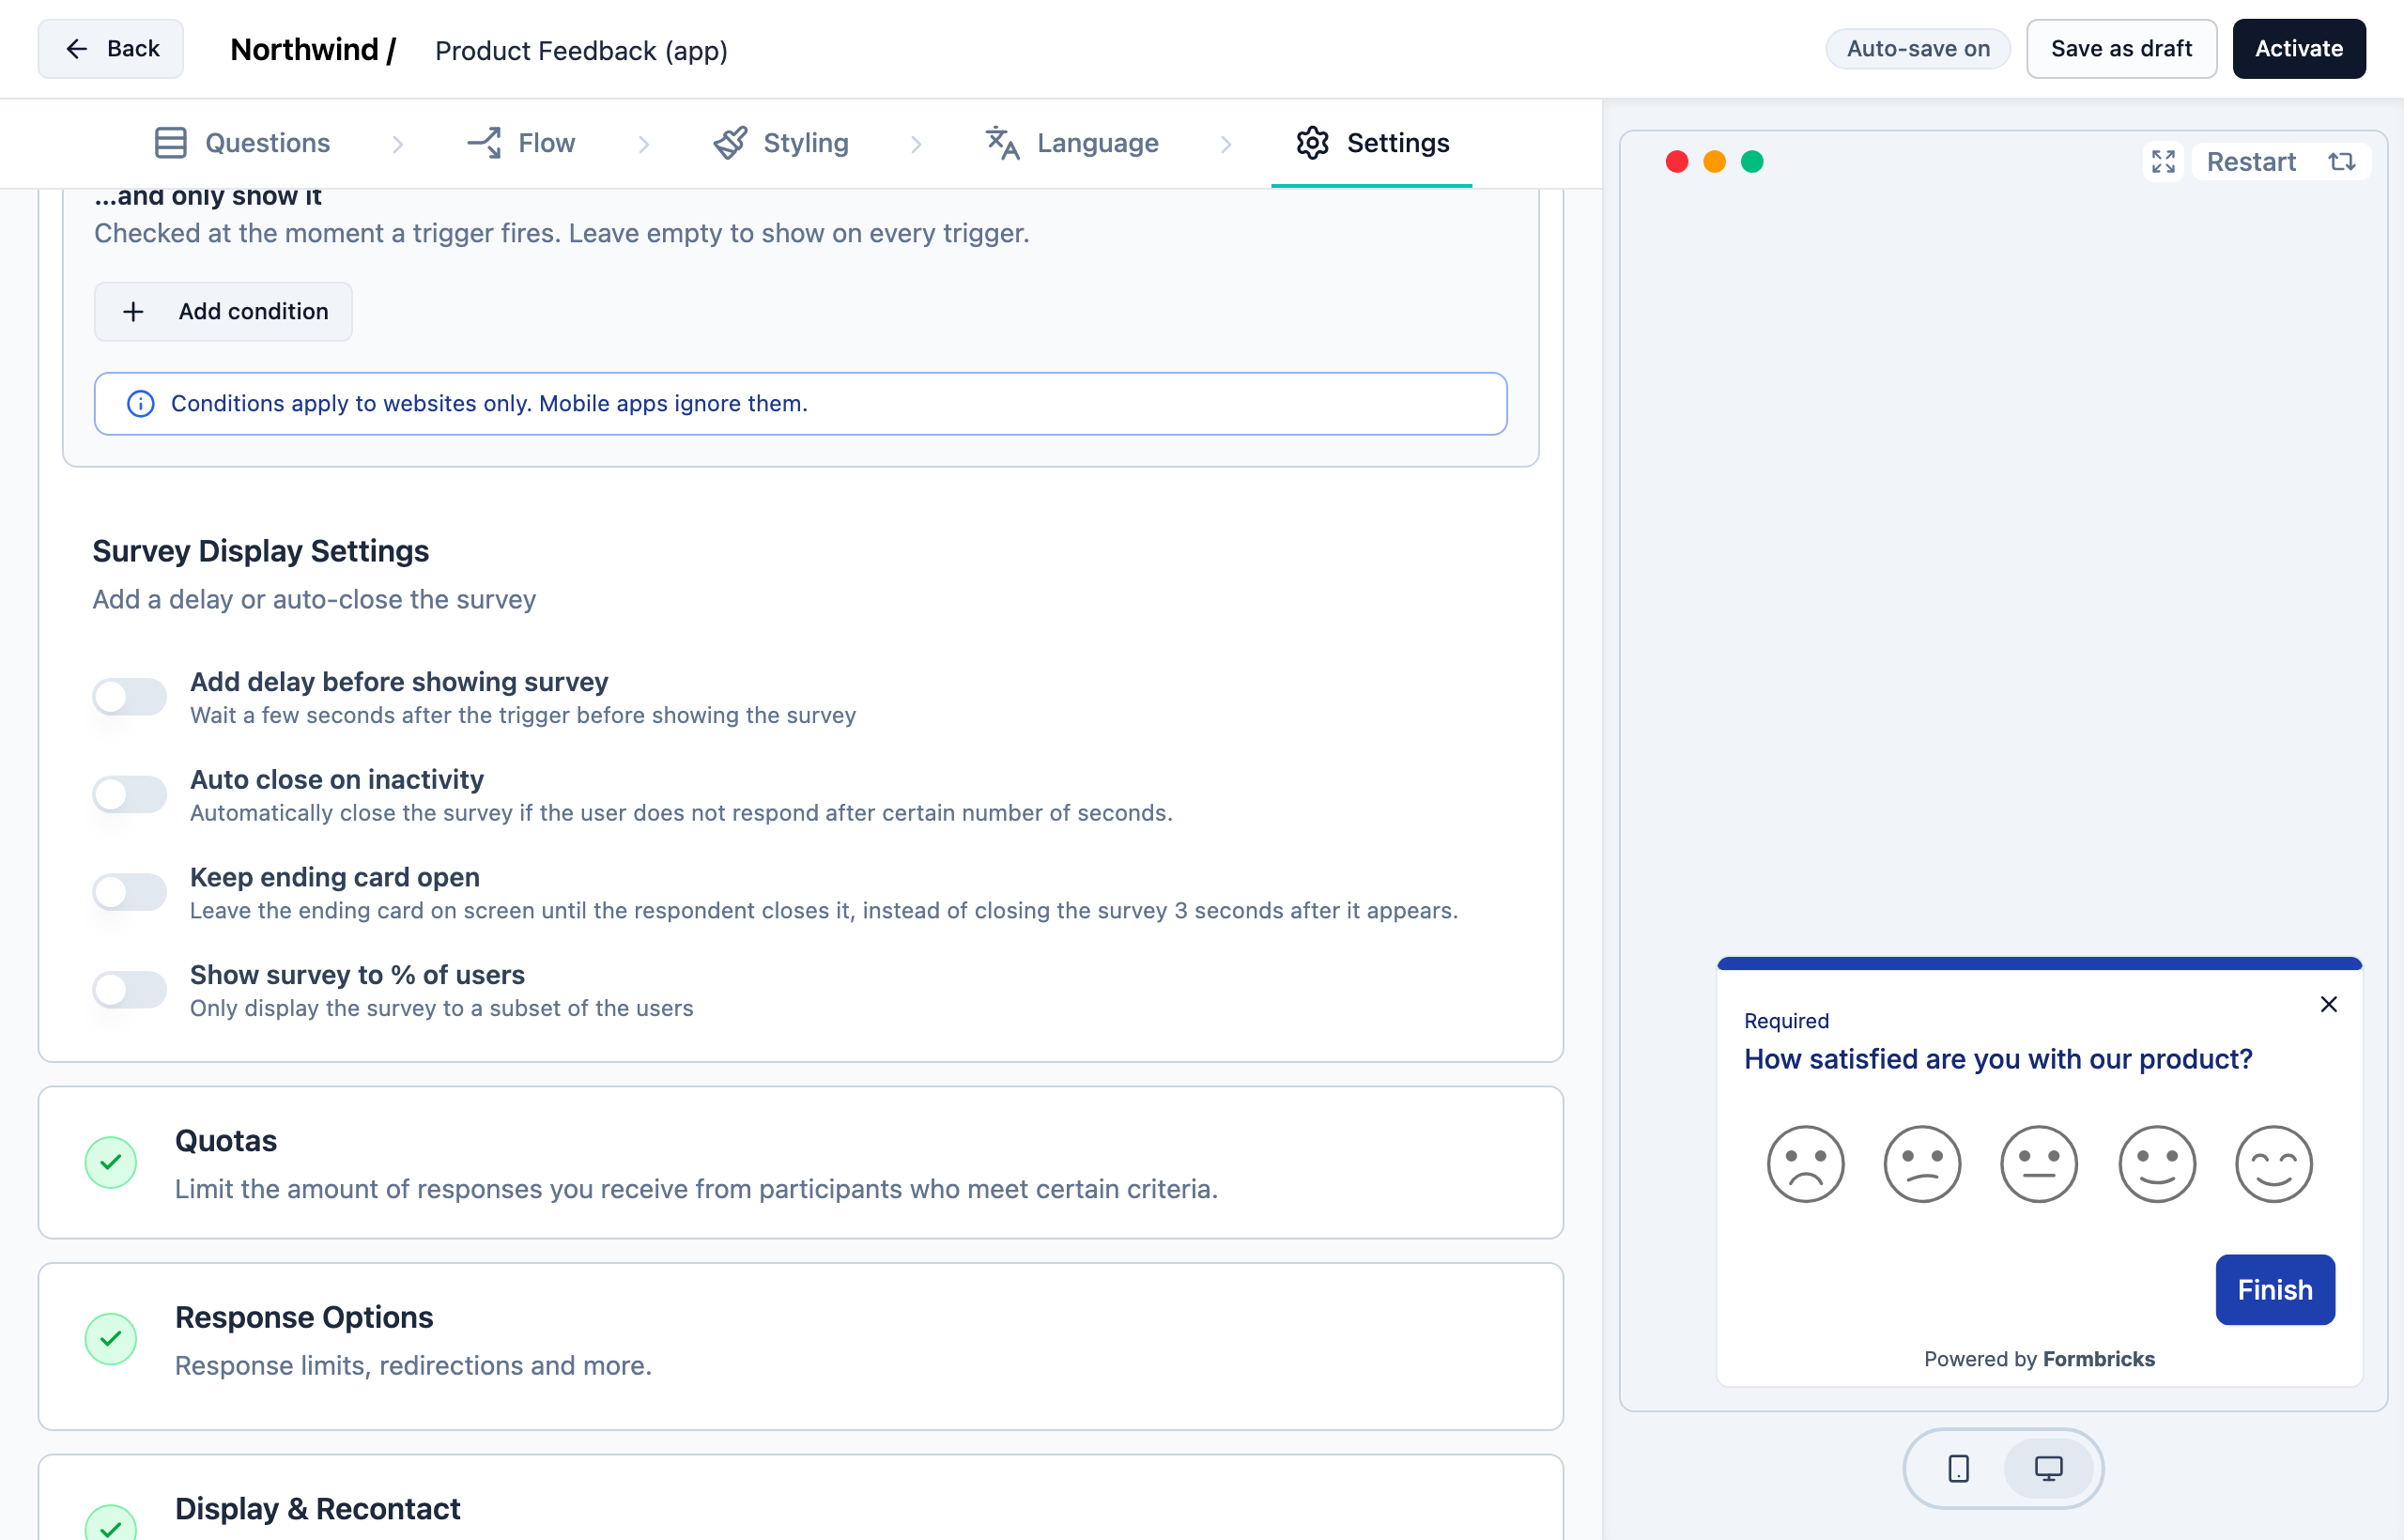 Back
Northwind /
Product Feedback (app)
Auto-save on
Save as draft
Activate
Questions
Flow
Styling
Language
Settings
...and only show it
Checked at the moment a trigger fires. Leave empty to show on every trigger.
Add condition
Conditions apply to websites only. Mobile apps ignore them.
Survey Display Settings
Add a delay or auto-close the survey
Add delay before showing survey
Wait a few seconds after the trigger before showing the survey
Auto close on inactivity
Automatically close the survey if the user does not respond after certain number of seconds.
Keep ending card open
Leave the ending card on screen until the respondent closes it, instead of closing the survey 3 seconds after it appears.
Show survey to % of users
Only display the survey to a subset of the users
Quotas
Limit the amount of responses you receive from participants who meet certain criteria.
Response Options
Response limits, redirections and more.
Display & Recontact
Restart
Required
How satisfied are you with our product?
Finish
Powered by Formbricks